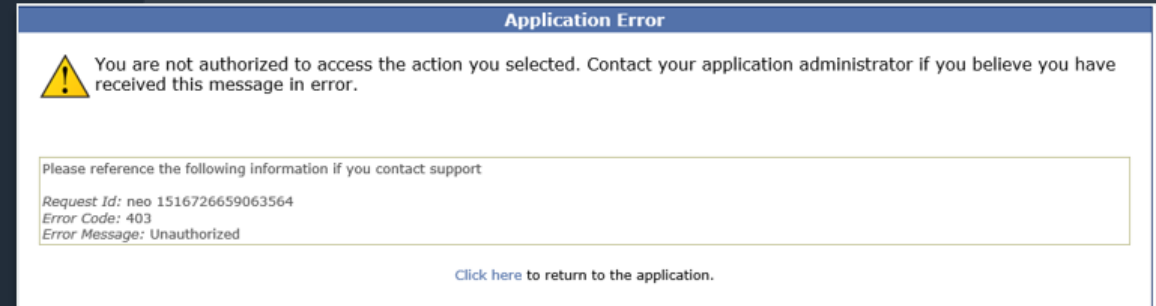 Application Error
You are not authorized to access the action you selected. Contact your application administrator if you believe you have
received this message in error.
Please reference the following information if you contact support
Request Id: neo 1516726659063564
Error Code: 403
Error Message: Unauthorized
Click here to return to the application.